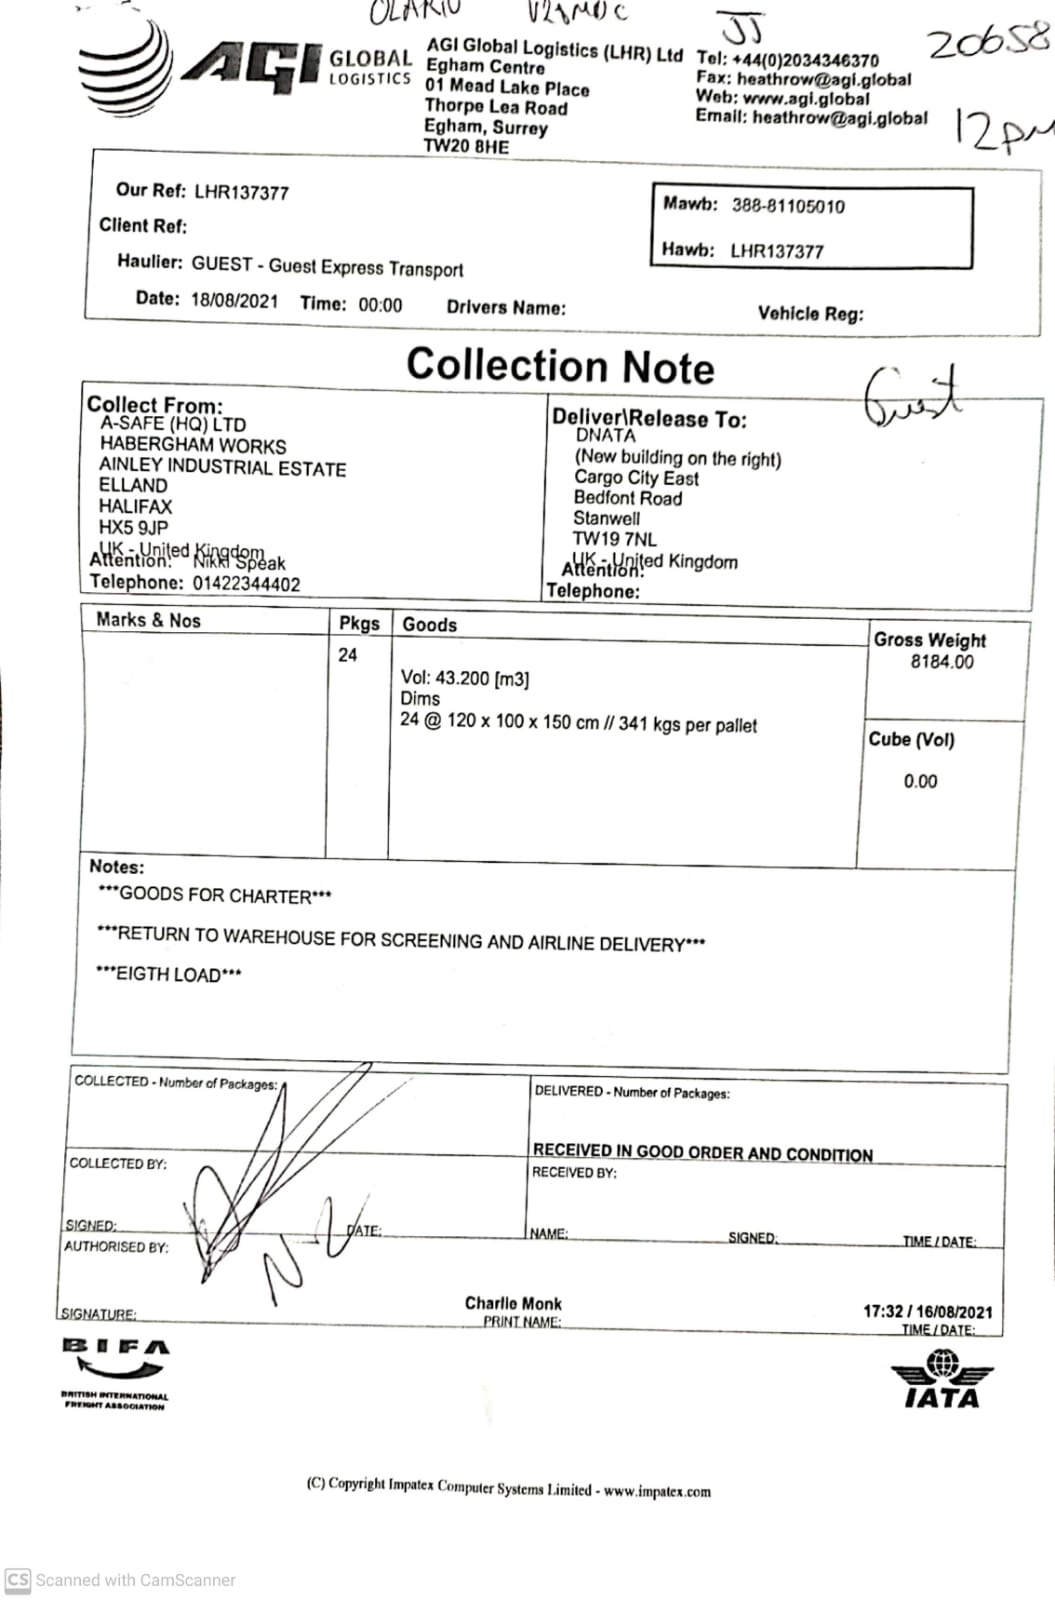 OLARIU V21MDC JJ 20658
12pm
AGI GLOBAL LOGISTICS
AGI Global Logistics (LHR) Ltd
Egham Centre
01 Mead Lake Place
Thorpe Lea Road
Egham, Surrey
TW20 8HE
Tel: +44(0)2034346370
Fax: heathrow@agi.global
Web: www.agi.global
Email: heathrow@agi.global
Our Ref: LHR137377
Client Ref:
Haulier: GUEST - Guest Express Transport
Date: 18/08/2021 Time: 00:00 Drivers Name: Vehicle Reg:
Mawb: 388-81105010
Hawb: LHR137377
Collection Note
Guest
Collect From:
A-SAFE (HQ) LTD
HABERGHAM WORKS
AINLEY INDUSTRIAL ESTATE
ELLAND
HALIFAX
HX5 9JP
UK - United Kingdom
Attention: Nikki Speak
Telephone: 01422344402
Deliver\Release To:
DNATA
(New building on the right)
Cargo City East
Bedfont Road
Stanwell
TW19 7NL
UK - United Kingdom
Attention:
Telephone:
Marks & Nos Pkgs Goods Gross Weight
24 8184.00
Vol: 43.200 [m3]
Dims
24 @ 120 x 100 x 150 cm // 341 kgs per pallet
Cube (Vol)
0.00
Notes:
***GOODS FOR CHARTER***
***RETURN TO WAREHOUSE FOR SCREENING AND AIRLINE DELIVERY***
***EIGTH LOAD***
COLLECTED - Number of Packages:
COLLECTED BY:
SIGNED: DATE:
DELIVERED - Number of Packages:
RECEIVED IN GOOD ORDER AND CONDITION
RECEIVED BY:
NAME: SIGNED: TIME / DATE:
AUTHORISED BY:
SIGNATURE:
Charlie Monk
PRINT NAME:
17:32 / 16/08/2021
TIME / DATE:
BIFA
BRITISH INTERNATIONAL
FREIGHT ASSOCIATION
IATA
(C) Copyright Impatex Computer Systems Limited - www.impatex.com
CS Scanned with CamScanner